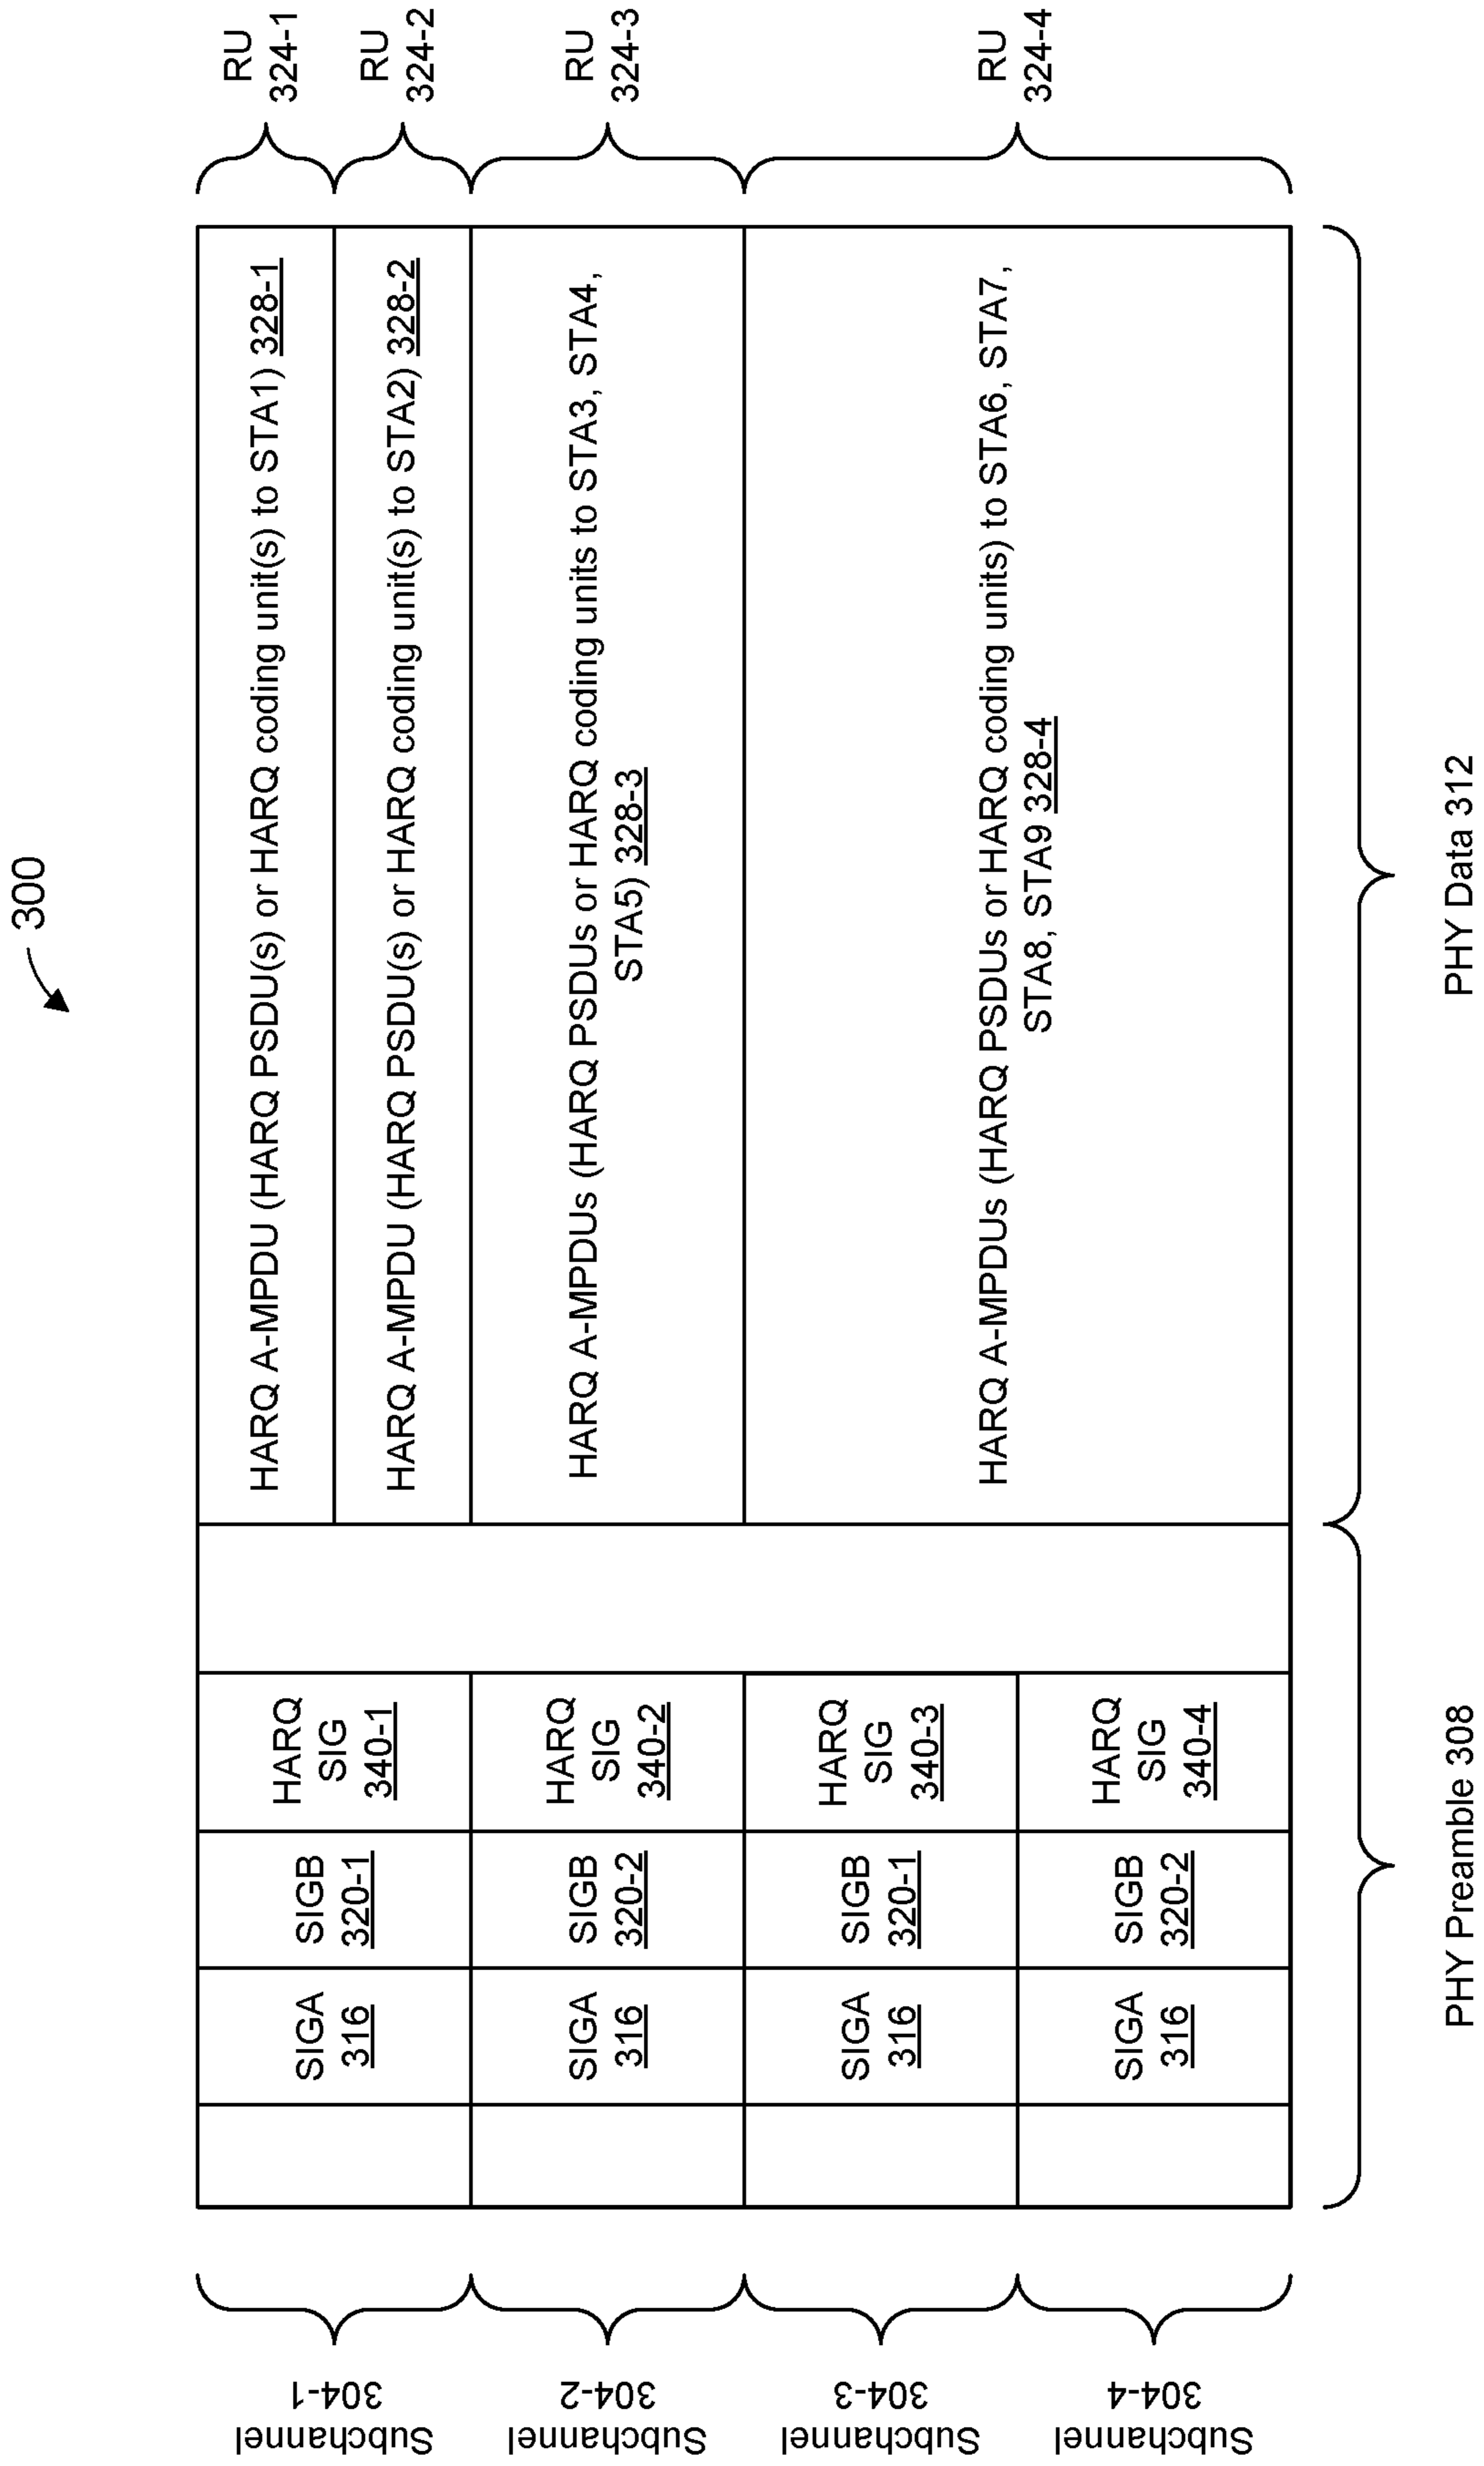 300
Subchannel
304-1
Subchannel
304-2
Subchannel
304-3
Subchannel
304-4
SIGA
316
SIGB
320-1
HARQ
SIG
340-1
SIGA
316
SIGB
320-2
HARQ
SIG
340-2
SIGA
316
SIGB
320-1
HARQ
SIG
340-3
SIGA
316
SIGB
320-2
HARQ
SIG
340-4
HARQ A-MPDU (HARQ PSDU(s) or HARQ coding unit(s) to STA1) 328-1
HARQ A-MPDU (HARQ PSDU(s) or HARQ coding unit(s) to STA2) 328-2
HARQ A-MPDUs (HARQ PSDUs or HARQ coding units to STA3, STA4,
STA5) 328-3
HARQ A-MPDUs (HARQ PSDUs or HARQ coding units) to STA6, STA7,
STA8, STA9 328-4
RU
324-1
RU
324-2
RU
324-3
RU
324-4
PHY Preamble 308
PHY Data 312